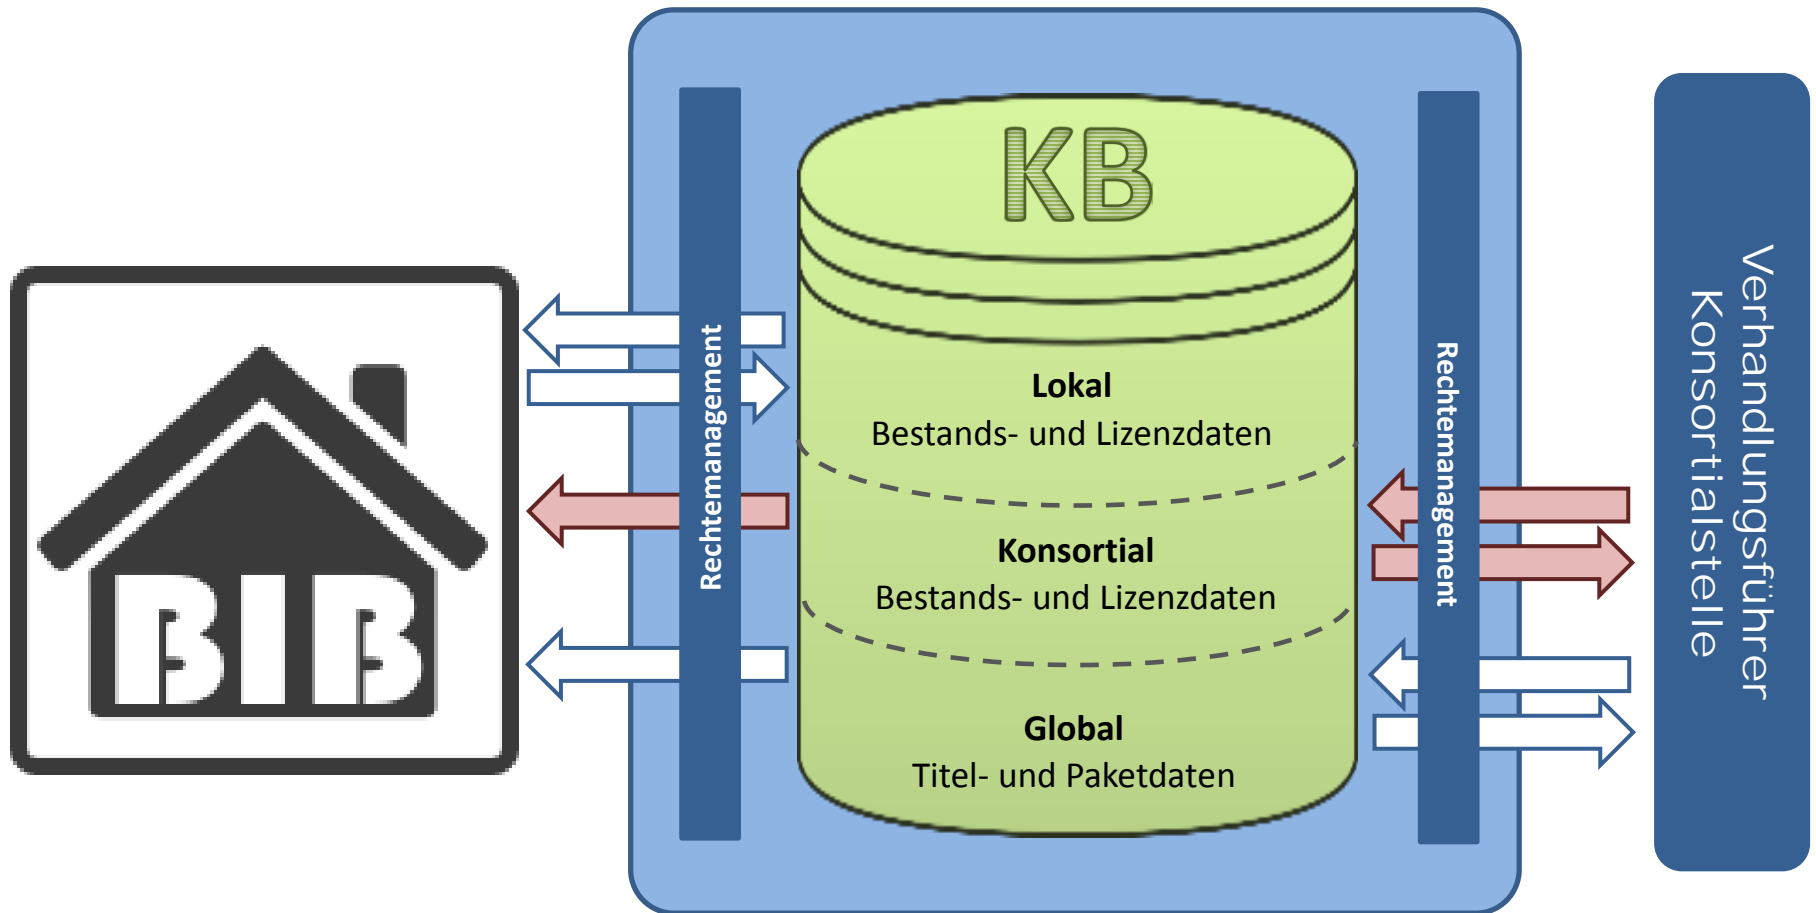 KB
BIB
Rechtemanagement
Lokal
Bestands- und Lizenzdaten
Konsortial
Bestands- und Lizenzdaten
Global
Titel- und Paketdaten
Rechtemanagement
Verhandlungsführer
Konsortialstelle